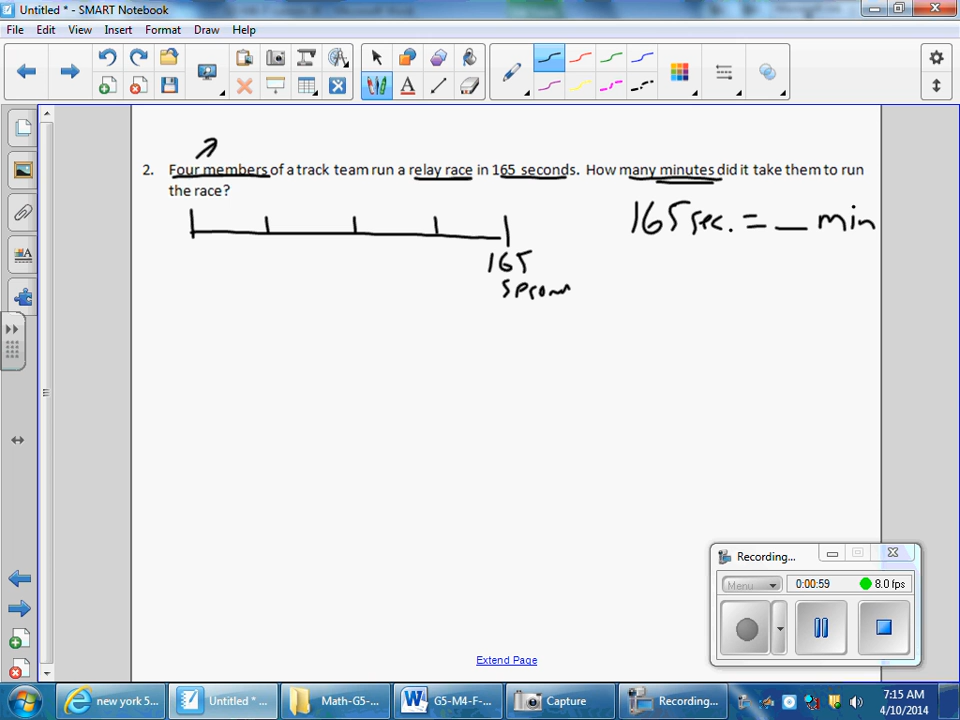 Untitled * - SMART Notebook
File Edit View Insert Format Draw Help
2. Four members of a track team run a relay race in 165 seconds. How many minutes did it take them to run
the race?
165 sec. = _ min
165
Recording...
Menu
0:00:59
8.0 fps
Extend Page
new york 5...
Untitled * ...
Math-G5-...
G5-M4-F-...
Capture
Recording...
7:15 AM
4/10/2014